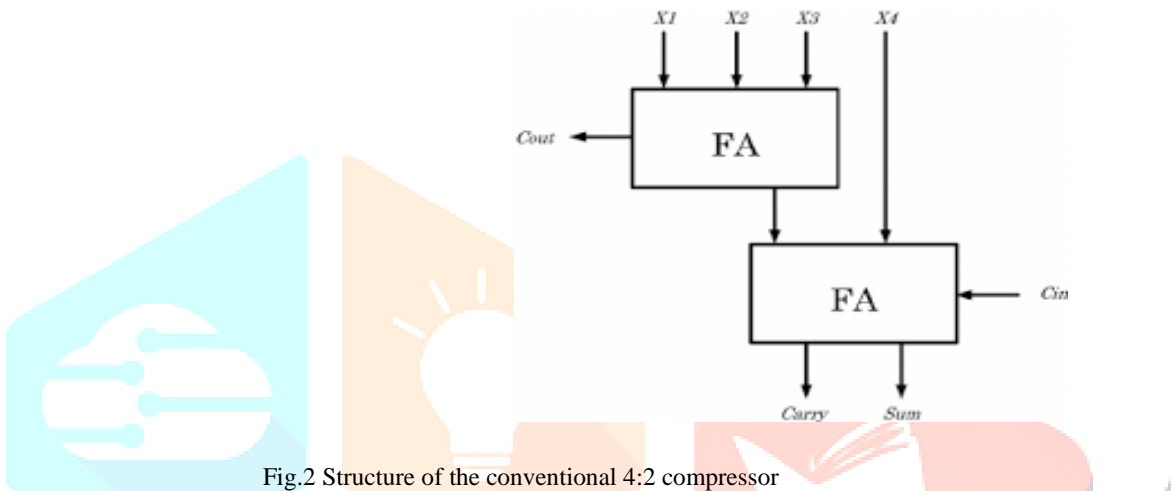 X1 X2 X3 X4
FA
Cout
FA
Cin
Carry Sum
Fig.2 Structure of the conventional 4:2 compressor